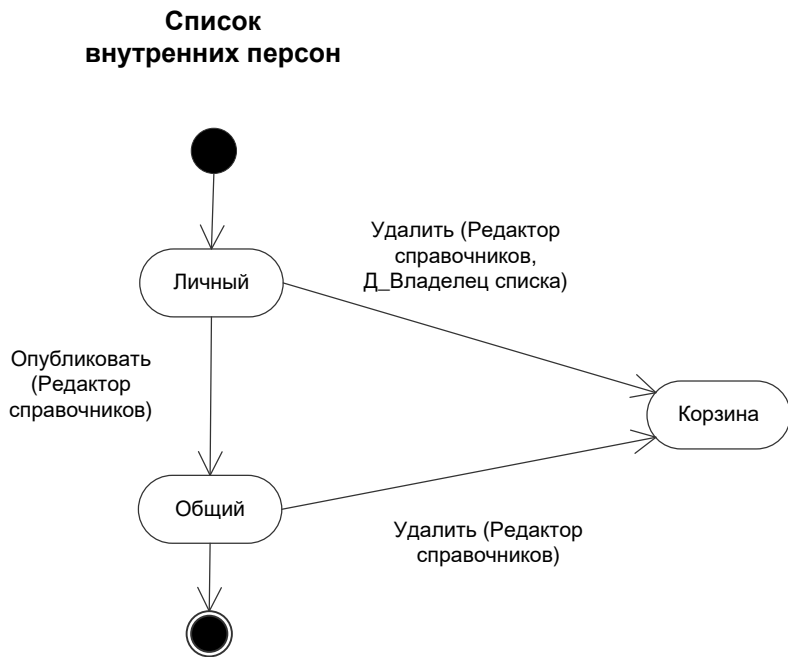 Список
внутренних персон
Удалить (Редактор
справочников,
Д_Владелец списка)
Личный
Опубликовать
(Редактор
справочников)
Корзина
Общий
Удалить (Редактор
справочников)